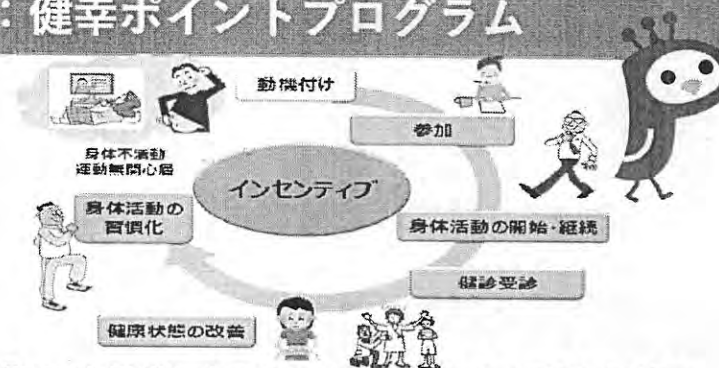 ：健幸ポイントプログラム
動機付け
参加
身体不活動
運動無関心層
インセンティブ
身体活動の
習慣化
身体活動の開始・継続
健診受診
健康状態の改善